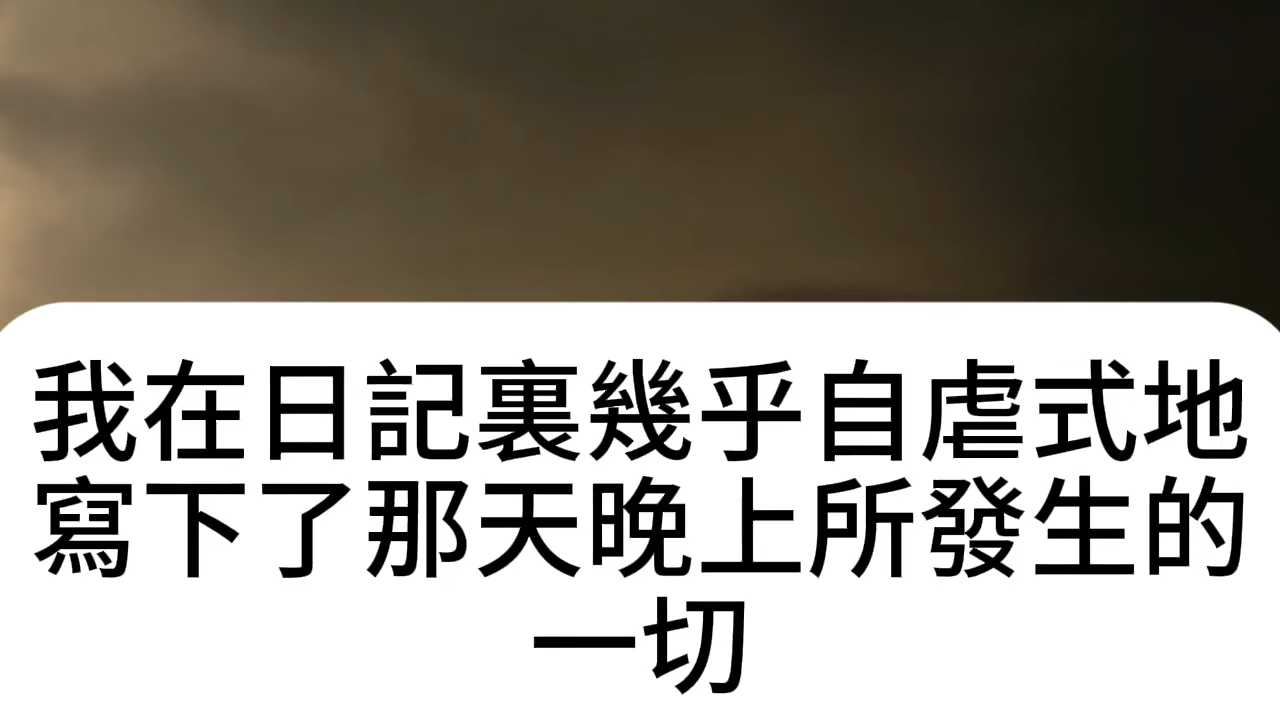 我在日記裏幾乎自虐式地
寫下了那天晚上所發生的
一切